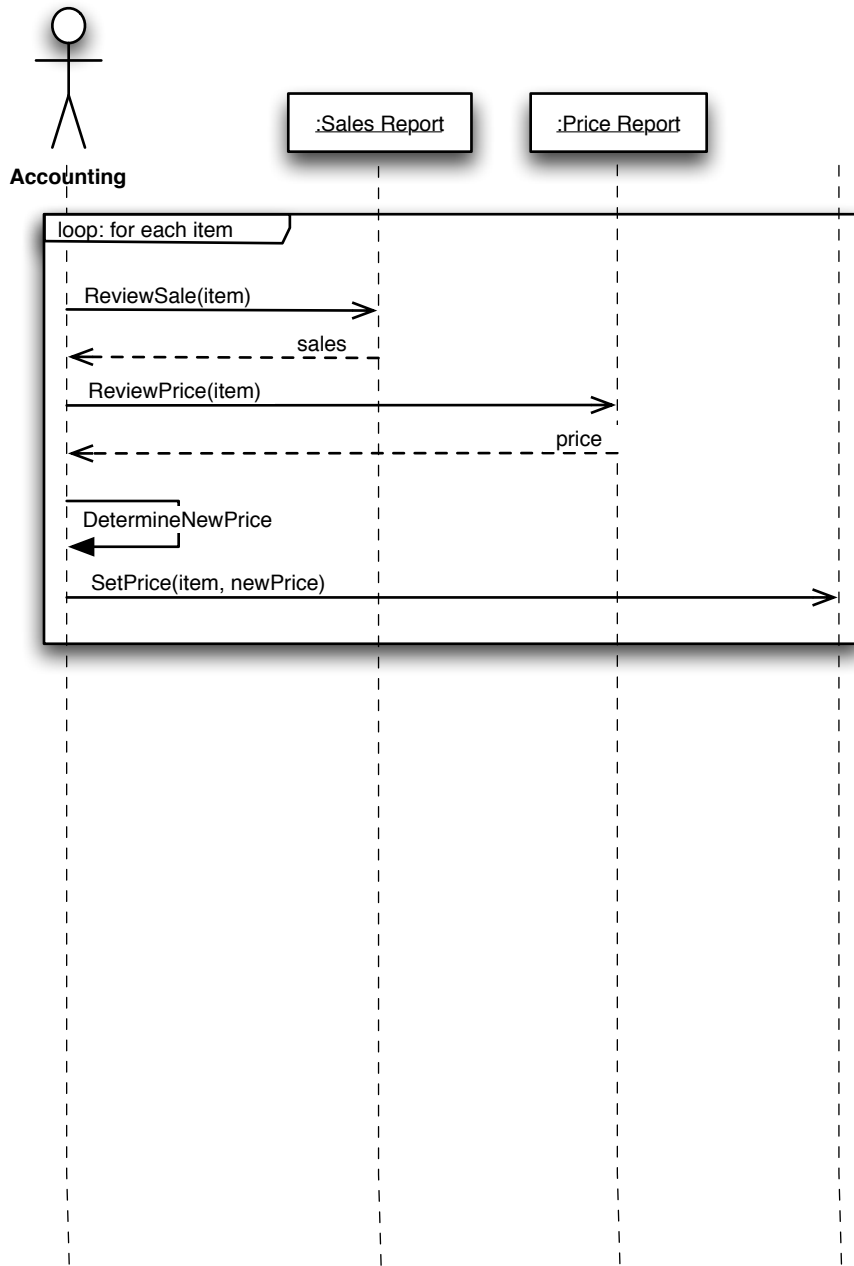 :Sales Report
:Price Report
Accounting
loop: for each item
ReviewSale(item)
sales
ReviewPrice(item)
price
DetermineNewPrice
SetPrice(item, newPrice)